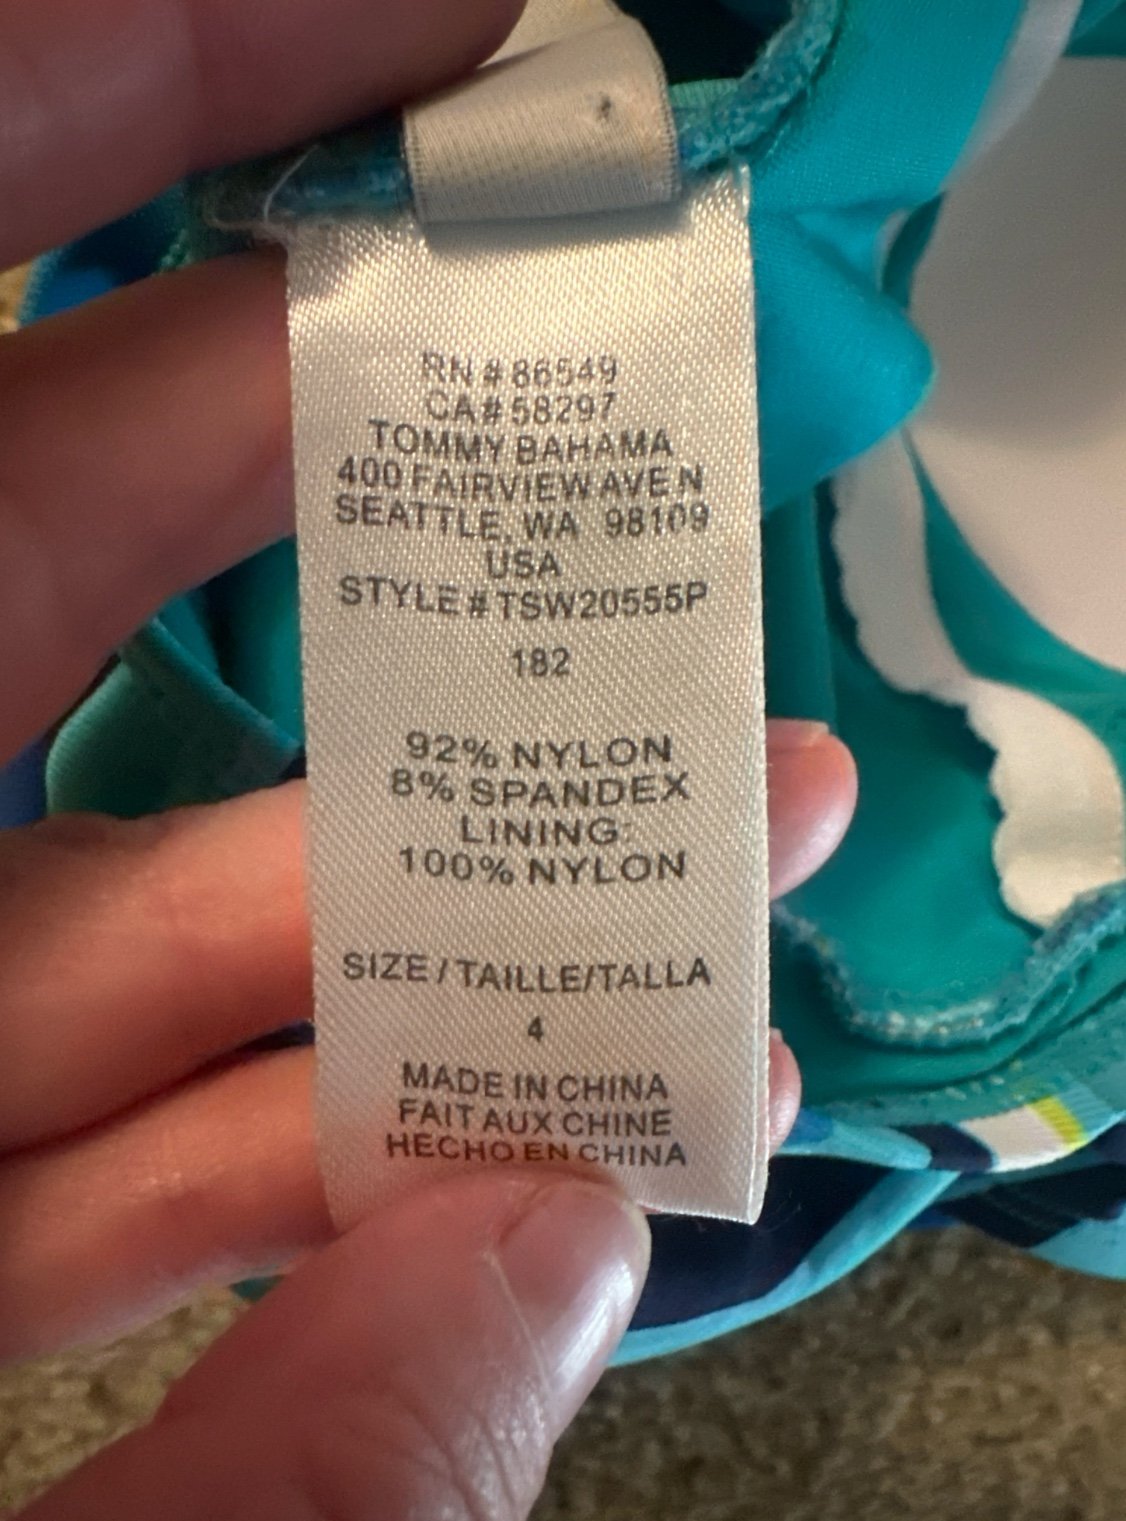 RN # 86549
CA# 58297
TOMMY BAHAMA
400 FAIRVIEW AVE N
SEATTLE, WA 98109
USA
STYLE # TSW20555P
182
92% NYLON
8% SPANDEX
LINING:
100% NYLON
SIZE / TAILLE/TALLA
4
MADE IN CHINA
FAIT AUX CHINE
HECHO EN CHINA